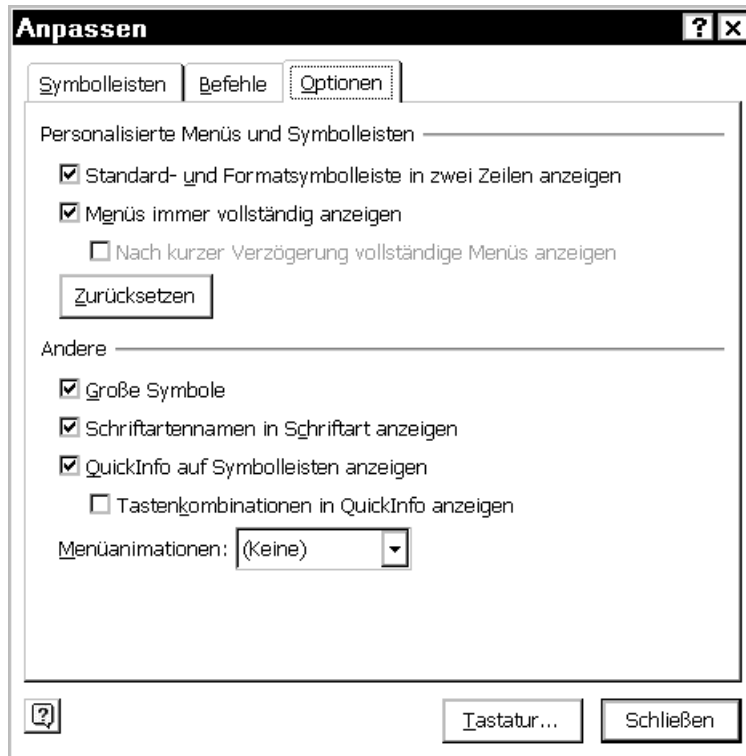 Anpassen
Symbolleisten Befehle Optionen
Personalisierte Menüs und Symbolleisten
Standard- und Formatsymbolleiste in zwei Zeilen anzeigen
Menüs immer vollständig anzeigen
Nach kurzer Verzögerung vollständige Menüs anzeigen
Zurücksetzen
Andere
Große Symbole
Schriftartennamen in Schriftart anzeigen
QuickInfo auf Symbolleisten anzeigen
Tastenkombinationen in QuickInfo anzeigen
Menüanimationen: (Keine)
Tastatur... Schließen